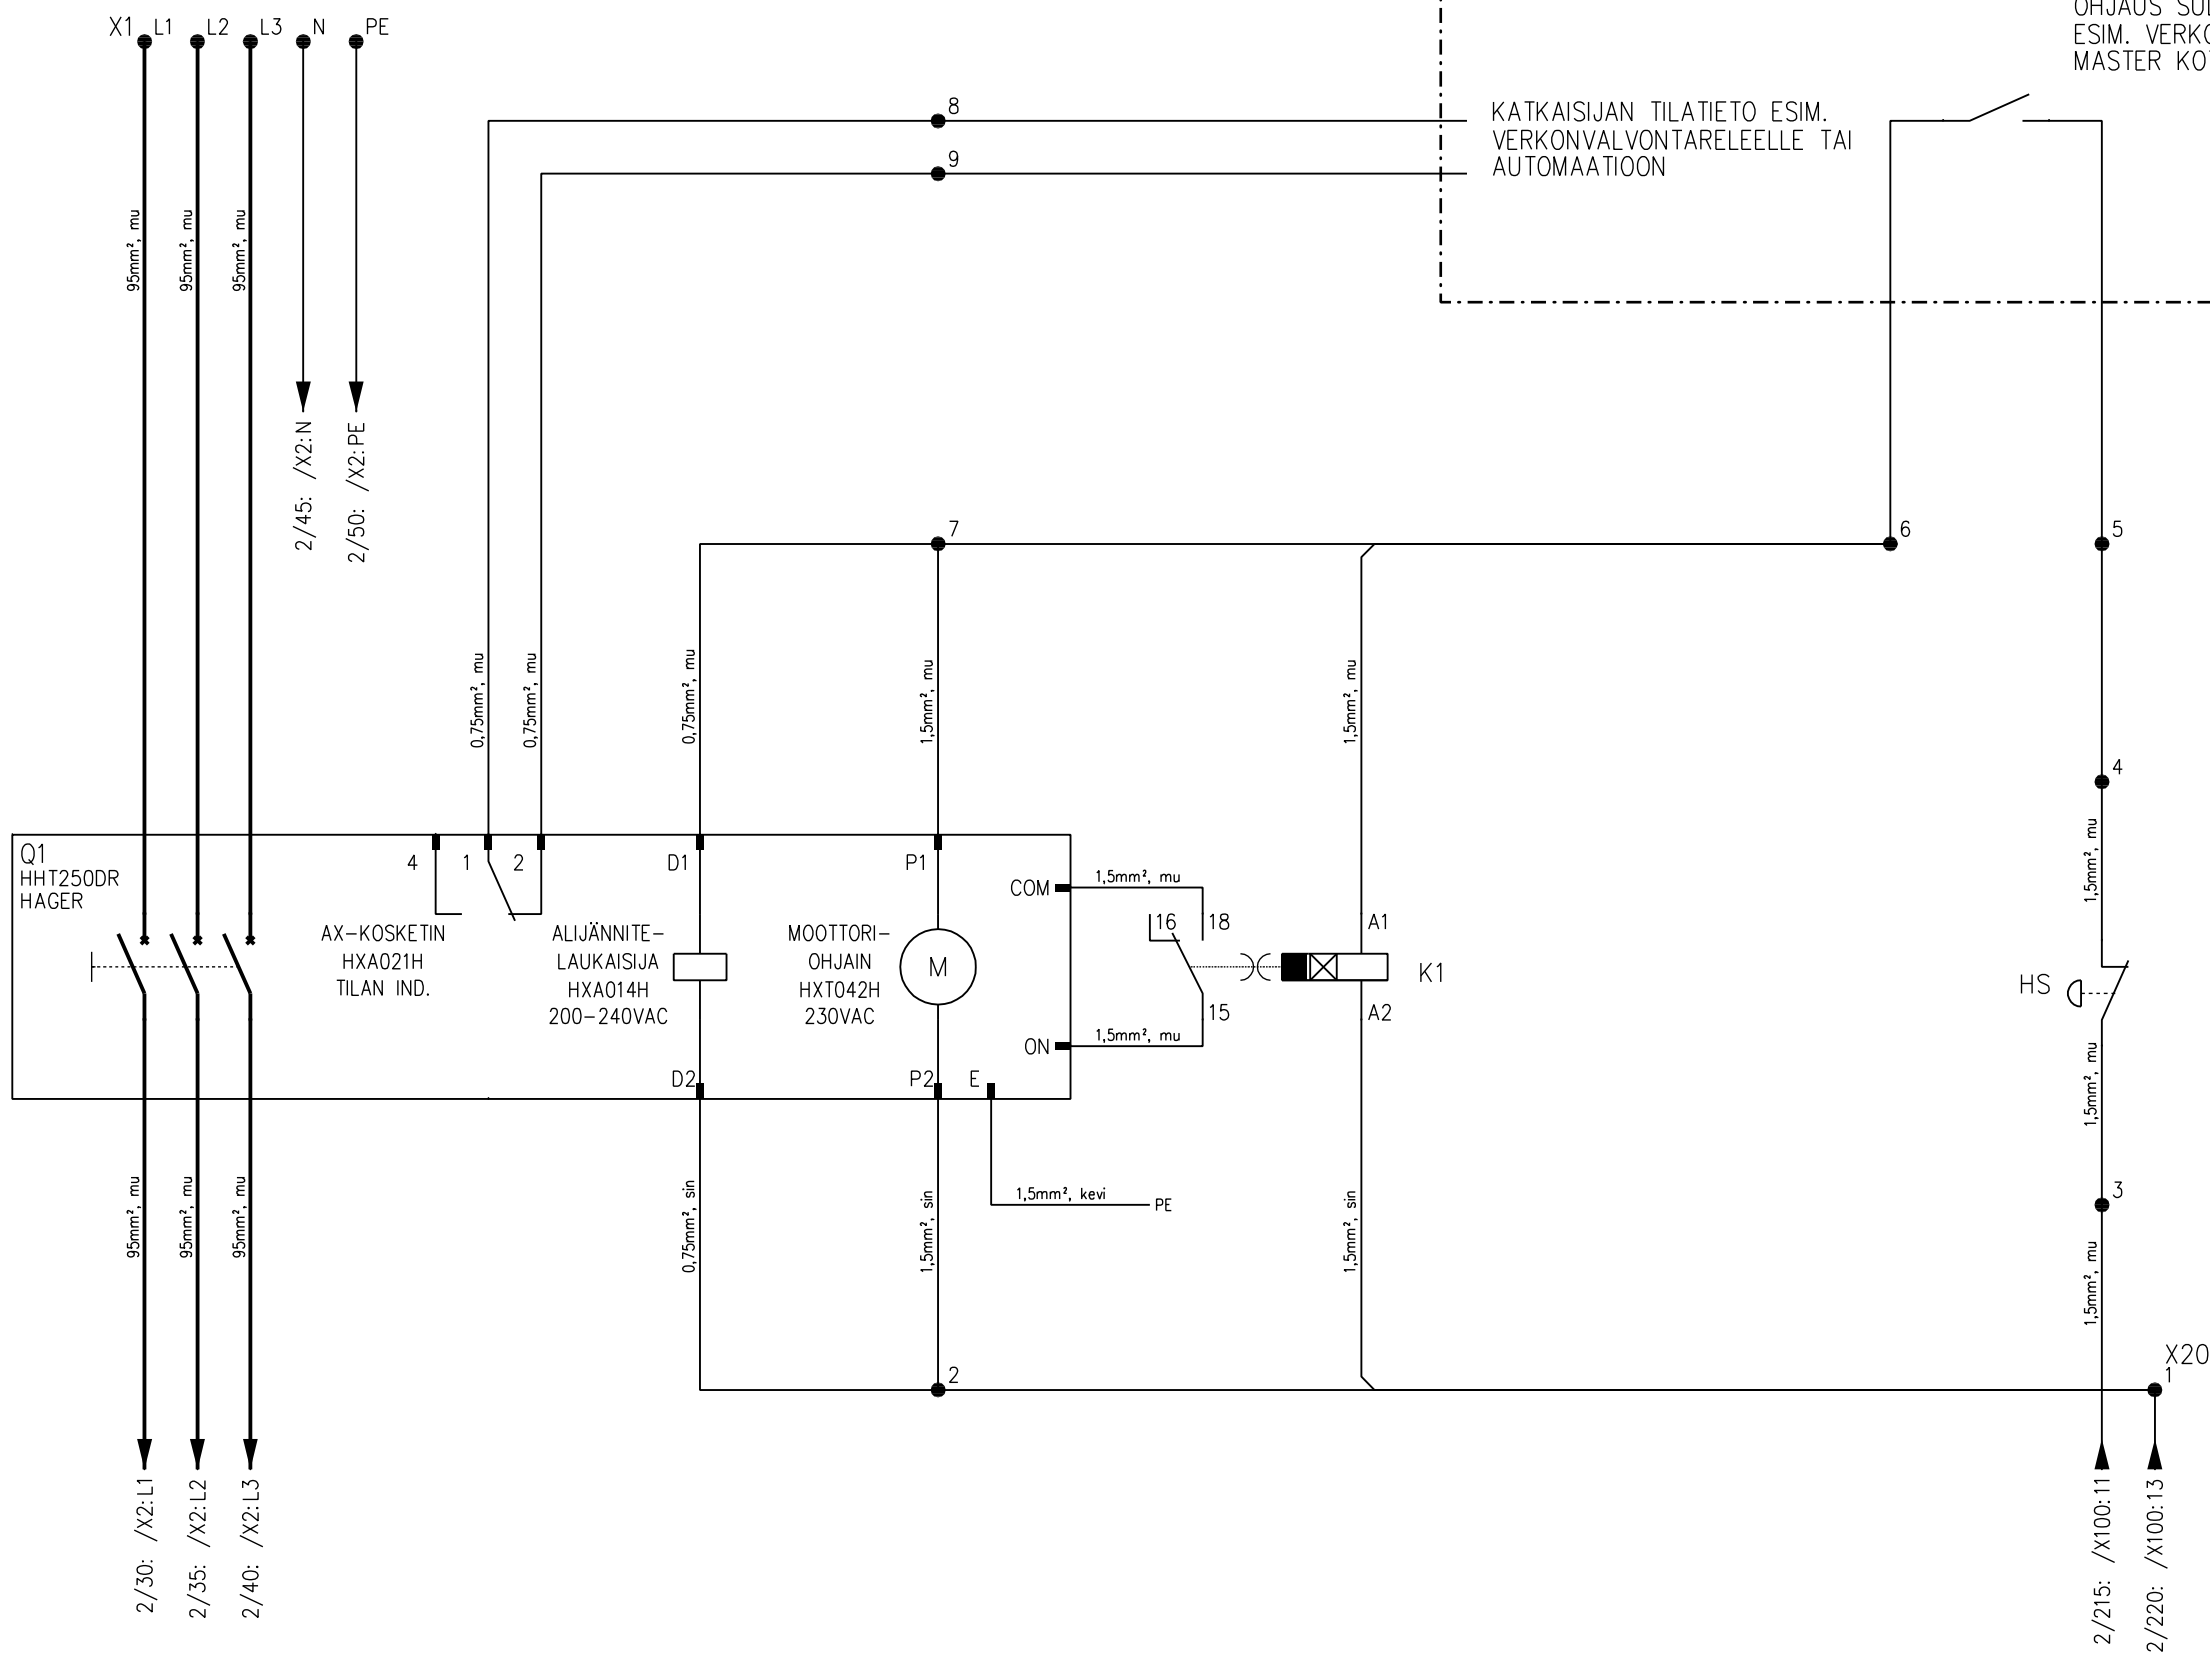 X1 L1 L2 L3 N PE
OHJAUS
ESIM.
MASTER
8
9
KATKAISIJAN TILATIETO ESIM.
VERKONVALVONTARELEELLE TAI
AUTOMAATIOON
95mm², mu
95mm², mu
95mm², mu
2/45: /X2:N
2/50: /X2:PE
7
6
5
4
0,75mm², mu
0,75mm², mu
0,75mm², mu
1,5mm², mu
1,5mm², mu
1,5mm², mu
Q1
HHT250DR
HAGER
4 1 2
D1
P1
COM
1,5mm², mu
AX-KOSKETIN
HXA021H
TILAN IND.
ALIJÄNNITE-
LAUKAISIJA
HXA014H
200-240VAC
MOOTTORI-
OHJAIN
HXT042H
230VAC
M
16 18
15
A1
A2
K1
HS
ON
1,5mm², mu
D2
P2
E
1,5mm², mu
95mm², mu
95mm², mu
95mm², mu
0,75mm², sin
1,5mm², sin
1,5mm², kevi
PE
1,5mm², sin
3
1,5mm², mu
2
X20
1
2/30: /X2:L1
2/35: /X2:L2
2/40: /X2:L3
2/215: /X100:11
2/220: /X100:13